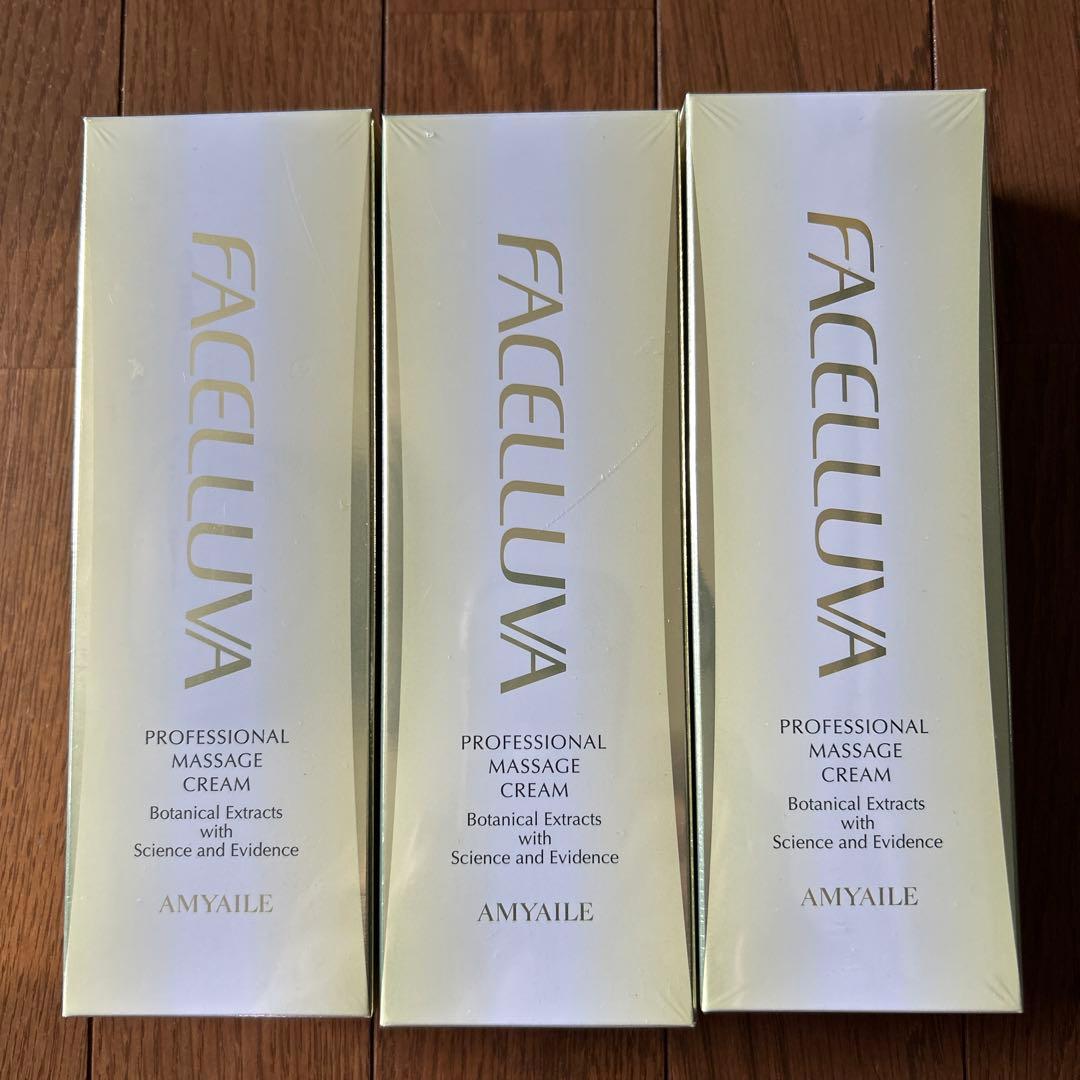 FACELLUVA
PROFESSIONAL
MASSAGE
CREAM
Botanical Extracts
with
Science and Evidence
AMYAILE
FACELLUVA
PROFESSIONAL
MASSAGE
CREAM
Botanical Extracts
with
Science and Evidence
AMYAILE
FACELLUVA
PROFESSIONAL
MASSAGE
CREAM
Botanical Extracts
with
Science and Evidence
AMYAILE